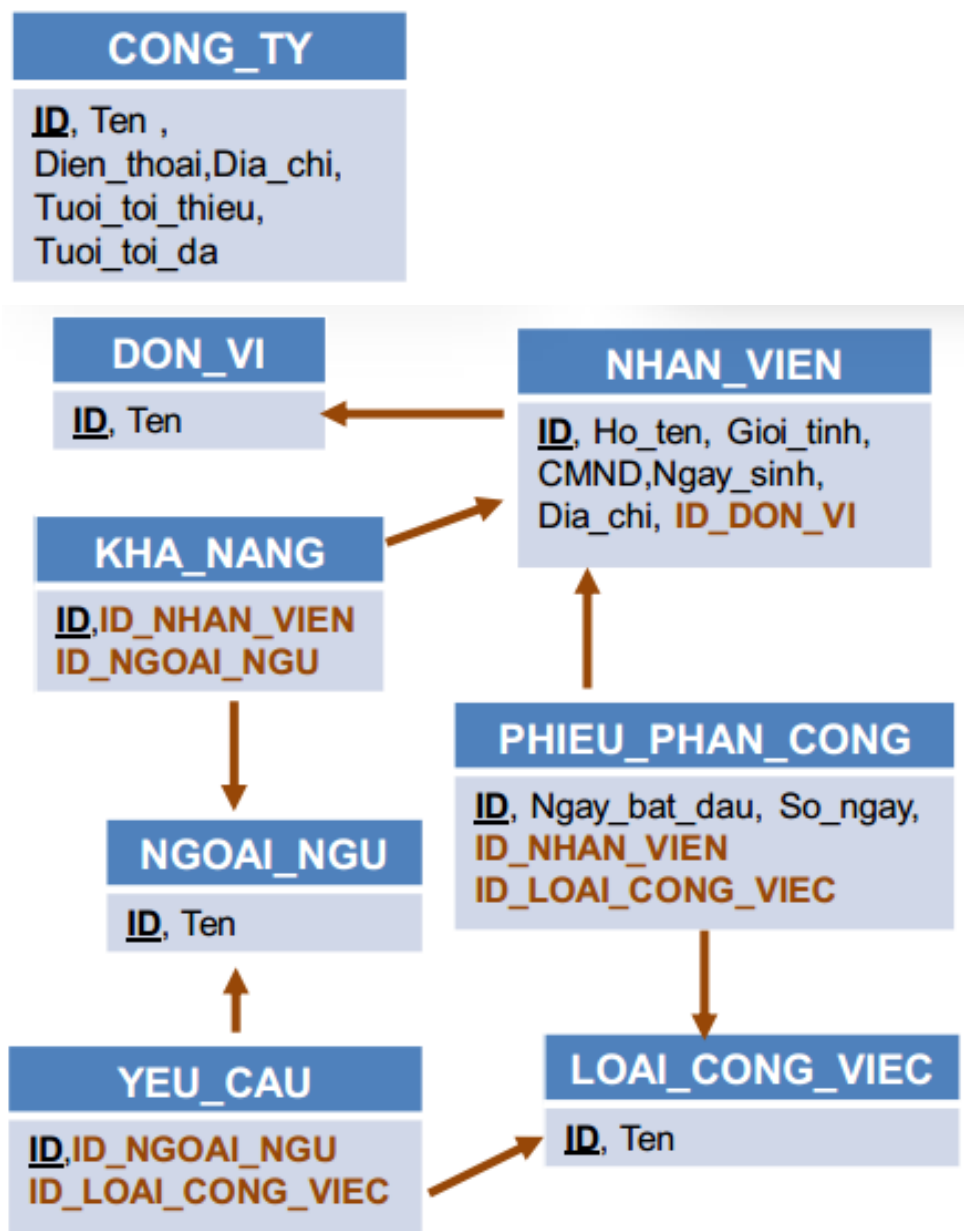 CONG_TY
ID, Ten ,
Dien_thoai,Dia_chi,
Tuoi_toi_thieu,
Tuoi_toi_da
DON_VI
ID, Ten
NHAN_VIEN
ID, Ho_ten, Gioi_tinh,
CMND,Ngay_sinh,
Dia_chi, ID_DON_VI
KHA_NANG
ID,ID_NHAN_VIEN
ID_NGOAI_NGU
PHIEU_PHAN_CONG
ID, Ngay_bat_dau, So_ngay,
ID_NHAN_VIEN
ID_LOAI_CONG_VIEC
NGOAI_NGU
ID, Ten
YEU_CAU
ID,ID_NGOAI_NGU
ID_LOAI_CONG_VIEC
LOAI_CONG_VIEC
ID, Ten